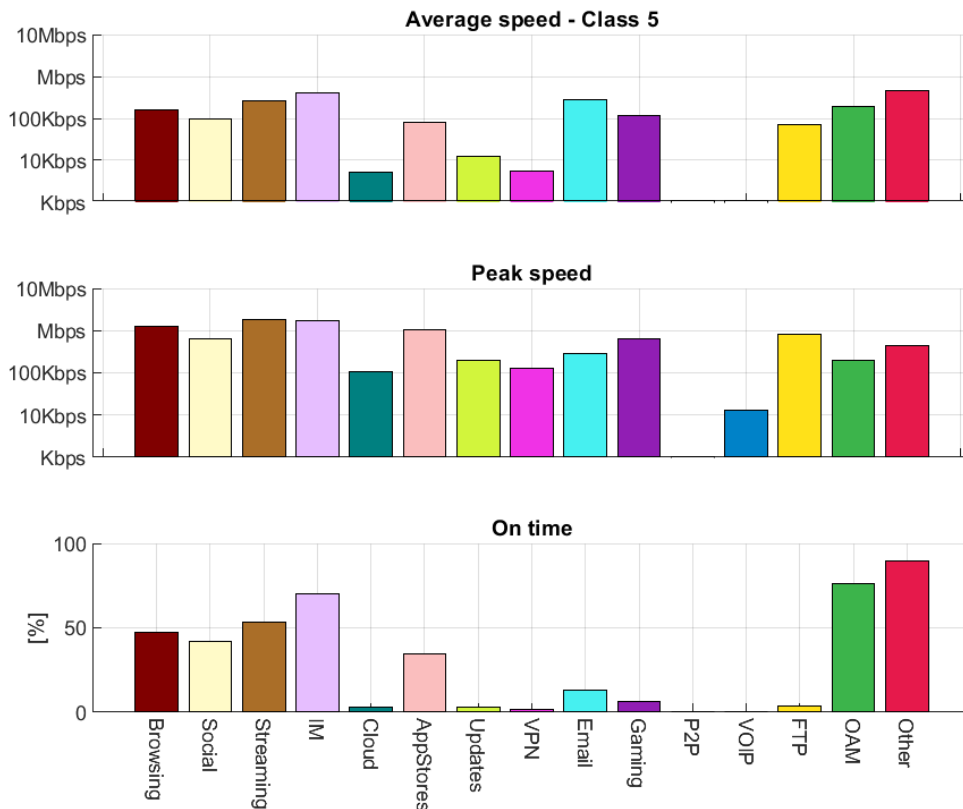 Average speed - Class 5
10Mbps
Mbps
100Kbps
10Kbps
Kbps
Peak speed
10Mbps
Mbps
100Kbps
10Kbps
Kbps
On time
100
50
0
[%]
Browsing
Social
Streaming
IM
Cloud
AppStores
Updates
VPN
Email
Gaming
P2P
VOIP
FTP
OAM
Other